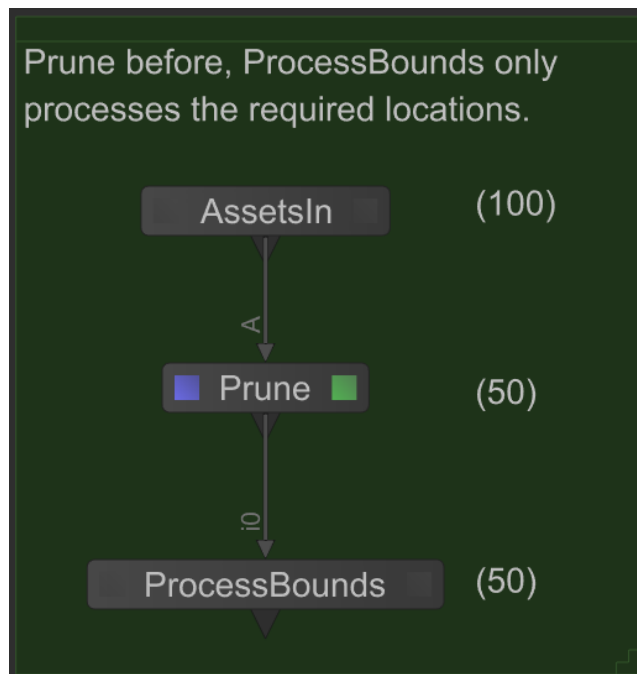 Prune before, ProcessBounds only
processes the required locations.
AssetsIn (100)
A
Prune (50)
i0
ProcessBounds (50)